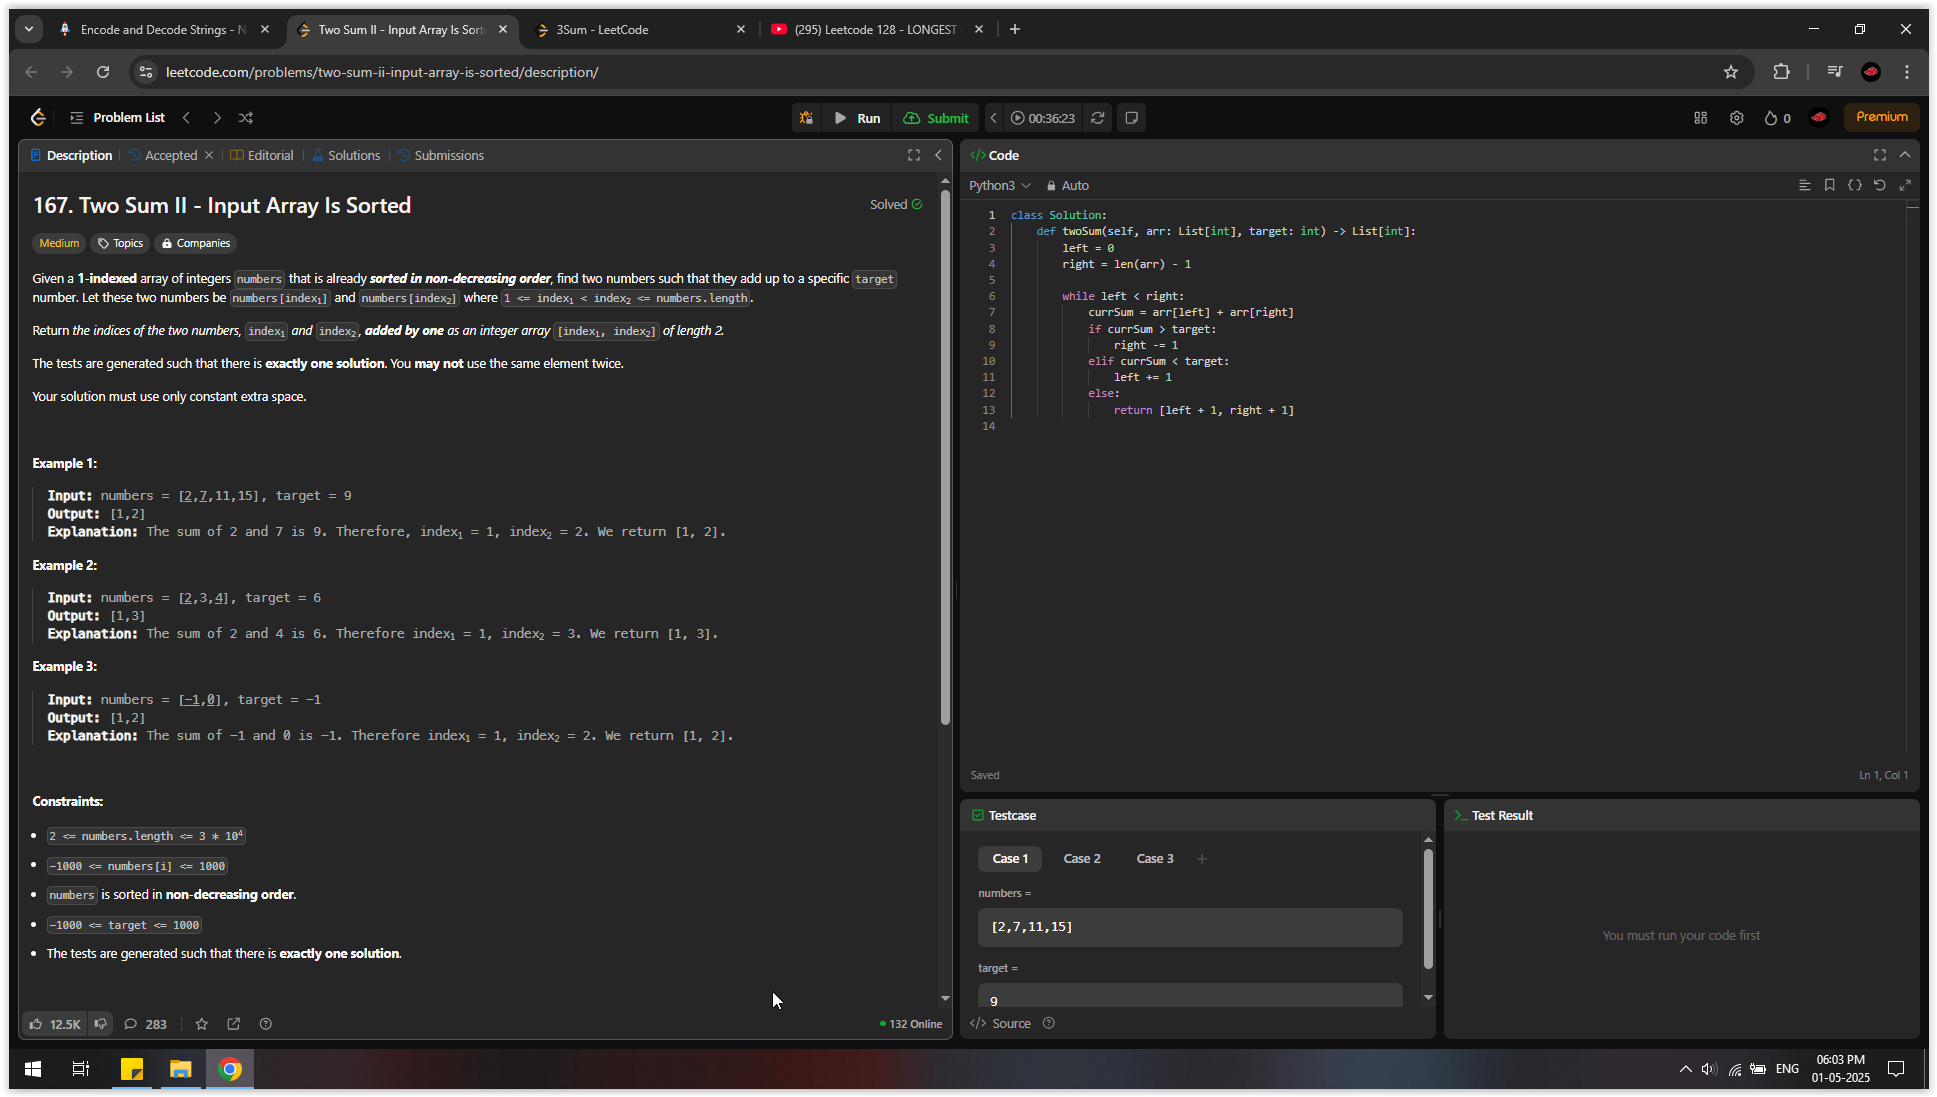 Encode and Decode Strings - N
Two Sum II - Input Array Is Sort
3Sum - LeetCode
(295) Leetcode 128 - LONGEST
leetcode.com/problems/two-sum-ii-input-array-is-sorted/description/
Problem List
Run
Submit
00:36:23
0
Premium
Description
Accepted
Editorial
Solutions
Submissions
167. Two Sum II - Input Array Is Sorted
Solved
Medium
Topics
Companies
Given a 1-indexed array of integers numbers that is already sorted in non-decreasing order, find two numbers such that they add up to a specific target
number. Let these two numbers be numbers[index₁] and numbers[index₂] where 1 <= index₁ < index₂ <= numbers.length.
Return the indices of the two numbers, index₁ and index₂, added by one as an integer array [index₁, index₂] of length 2.
The tests are generated such that there is exactly one solution. You may not use the same element twice.
Your solution must use only constant extra space.
Example 1:
Input: numbers = [2,7,11,15], target = 9
Output: [1,2]
Explanation: The sum of 2 and 7 is 9. Therefore, index₁ = 1, index₂ = 2. We return [1, 2].
Example 2:
Input: numbers = [2,3,4], target = 6
Output: [1,3]
Explanation: The sum of 2 and 4 is 6. Therefore index₁ = 1, index₂ = 3. We return [1, 3].
Example 3:
Input: numbers = [-1,0], target = -1
Output: [1,2]
Explanation: The sum of -1 and 0 is -1. Therefore index₁ = 1, index₂ = 2. We return [1, 2].
Constraints:
2 <= numbers.length <= 3 * 10⁴
-1000 <= numbers[i] <= 1000
numbers is sorted in non-decreasing order.
-1000 <= target <= 1000
The tests are generated such that there is exactly one solution.
12.5K
283
132 Online
Code
Python3
Auto
1 class Solution:
2 def twoSum(self, arr: List[int], target: int) -> List[int]:
3 left = 0
4 right = len(arr) - 1
5
6 while left < right:
7 currSum = arr[left] + arr[right]
8 if currSum > target:
9 right -= 1
10 elif currSum < target:
11 left += 1
12 else:
13 return [left + 1, right + 1]
14
Saved
Ln 1, Col 1
Testcase
Case 1
Case 2
Case 3
numbers =
[2,7,11,15]
target =
9
Source
Test Result
You must run your code first
ENG
06:03 PM
01-05-2025